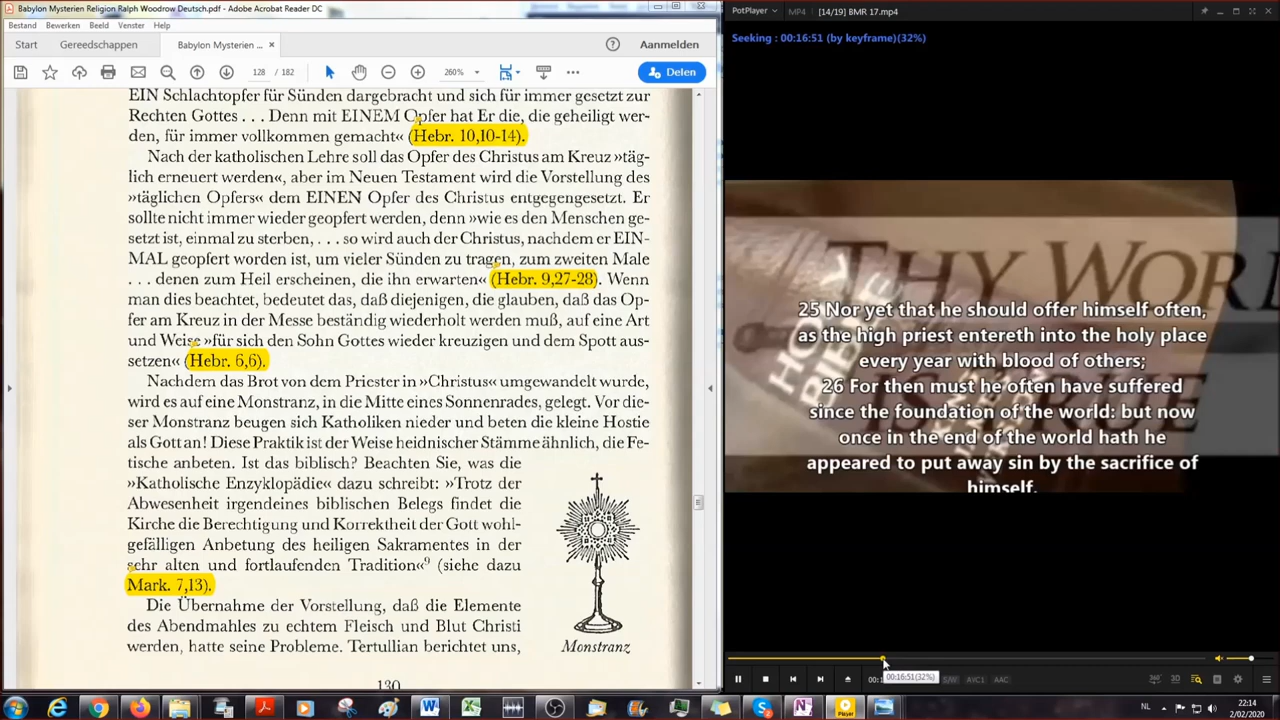 Babylon Mysterien Religion Ralph Woodrow Deutsch.pdf - Adobe Acrobat Reader DC
Bestand Bewerken Beeld Venster Help
Start Gereedschappen Babylon Mysterien ... × Anmelden
128 / 182 260% Delen
EIN Schlachtopfer für Sünden dargebracht und sich für immer gesetzt zur
Rechten Gottes . . . Denn mit EINEM Opfer hat Er die, die geheiligt wer-
den, für immer vollkommen gemacht« (Hebr. 10,10-14).
Nach der katholischen Lehre soll das Opfer des Christus am Kreuz »täg-
lich erneuert werden«, aber im Neuen Testament wird die Vorstellung des
»täglichen Opfers« dem EINEN Opfer des Christus entgegengesetzt. Er
sollte nicht immer wieder geopfert werden, denn »wie es den Menschen ge-
setzt ist, einmal zu sterben, . . . so wird auch der Christus, nachdem er EIN-
MAL geopfert worden ist, um vieler Sünden zu tragen, zum zweiten Male
. . . denen zum Heil erscheinen, die ihn erwarten« (Hebr. 9,27-28). Wenn
man dies beachtet, bedeutet das, daß diejenigen, die glauben, daß das Op-
fer am Kreuz in der Messe beständig wiederholt werden muß, auf eine Art
und Weise »für sich den Sohn Gottes wieder kreuzigen und dem Spott aus-
setzen« (Hebr. 6,6).
Nachdem das Brot von dem Priester in »Christus« umgewandelt wurde,
wird es auf eine Monstranz, in die Mitte eines Sonnenrades, gelegt. Vor die-
ser Monstranz beugen sich Katholiken nieder und beten die kleine Hostie
als Gott an! Diese Praktik ist der Weise heidnischer Stämme ähnlich, die Fe-
tische anbeten. Ist das biblisch? Beachten Sie, was die
»Katholische Enzyklopädie« dazu schreibt: »Trotz der
Abwesenheit irgendeines biblischen Belegs findet die
Kirche die Berechtigung und Korrektheit der Gott wohl-
gefälligen Anbetung des heiligen Sakramentes in der
sehr alten und fortlaufenden Tradition«⁹ (siehe dazu
Mark. 7,13).
Die Übernahme der Vorstellung, daß die Elemente
des Abendmahles zu echtem Fleisch und Blut Christi
werden, hatte seine Probleme. Tertullian berichtet uns,
Monstranz
130
PotPlayer MP4 [14/19] BMR 17.mp4
Seeking : 00:16:51 (by keyframe)(32%)
THY WOR
HOLY BIBLE
25 Nor yet that he should offer himself often,
as the high priest entereth into the holy place
every year with blood of others;
26 For then must he often have suffered
since the foundation of the world: but now
once in the end of the world hath he
appeared to put away sin by the sacrifice of
himself.
00:16:51(32%)
00:1 S/W AVC1 AAC 360° 3D
NL 22:14
2/02/2020